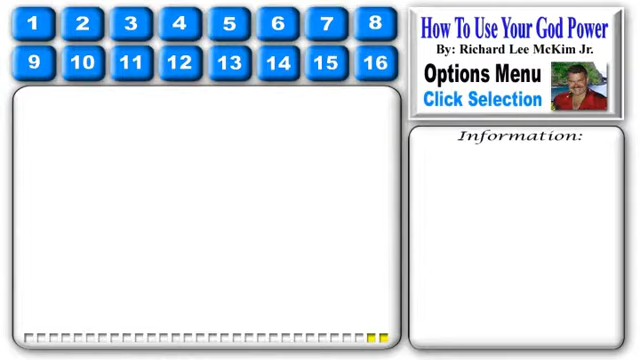 1 2 3 4 5 6 7 8
9 10 11 12 13 14 15 16
How To Use Your God Power
By: Richard Lee McKim Jr.
Options Menu
Click Selection
Information: